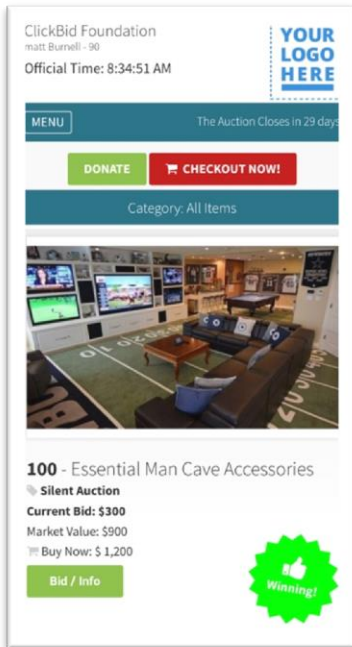 ClickBid Foundation
matt Burnell - 90
Official Time: 8:34:51 AM
YOUR
LOGO
HERE
MENU
The Auction Closes in 29 days
DONATE
CHECKOUT NOW!
Category: All Items
100 - Essential Man Cave Accessories
Silent Auction
Current Bid: $300
Market Value: $900
Buy Now: $ 1,200
Bid / Info
Winning!